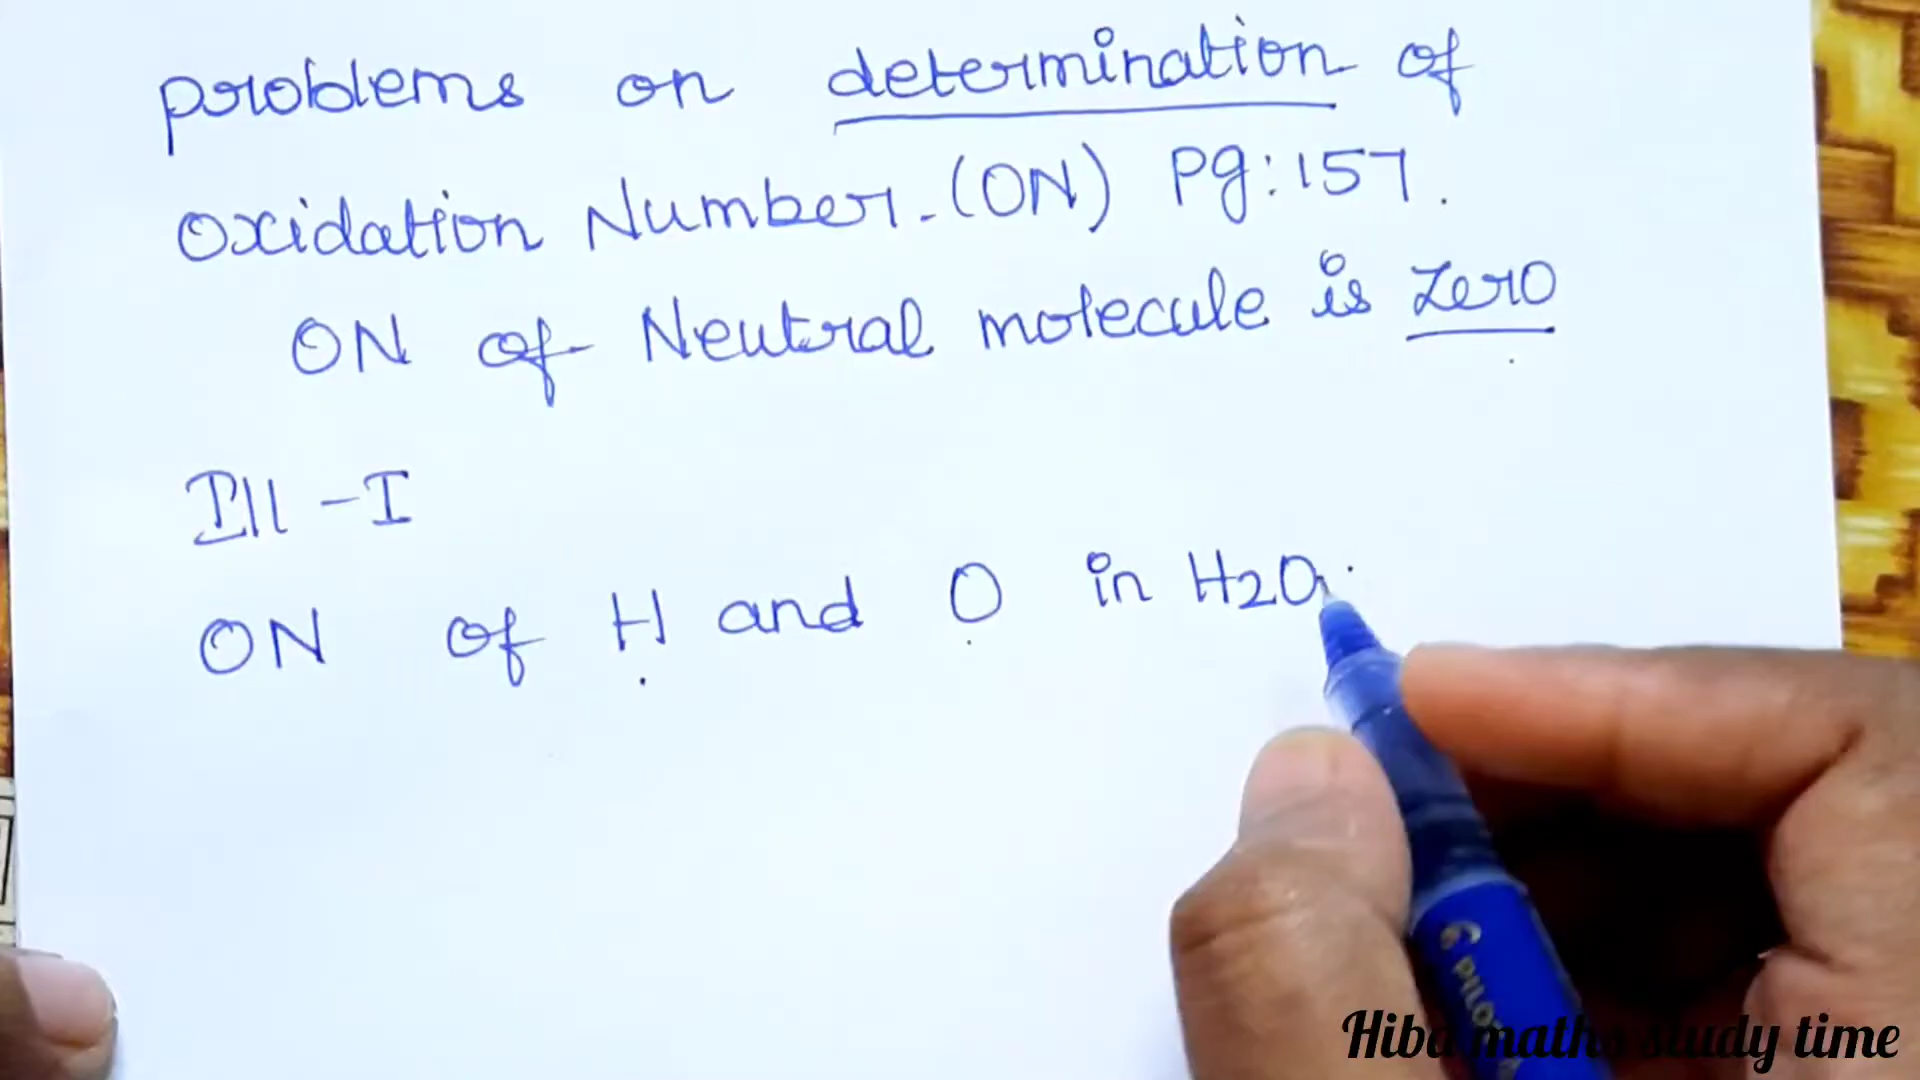 problems on determination of
Oxidation Number. (ON) Pg: 157.
ON of Neutral molecule is Zero
Ill - I
ON of H and O in H2O.
PILOT
Hiba maths study time